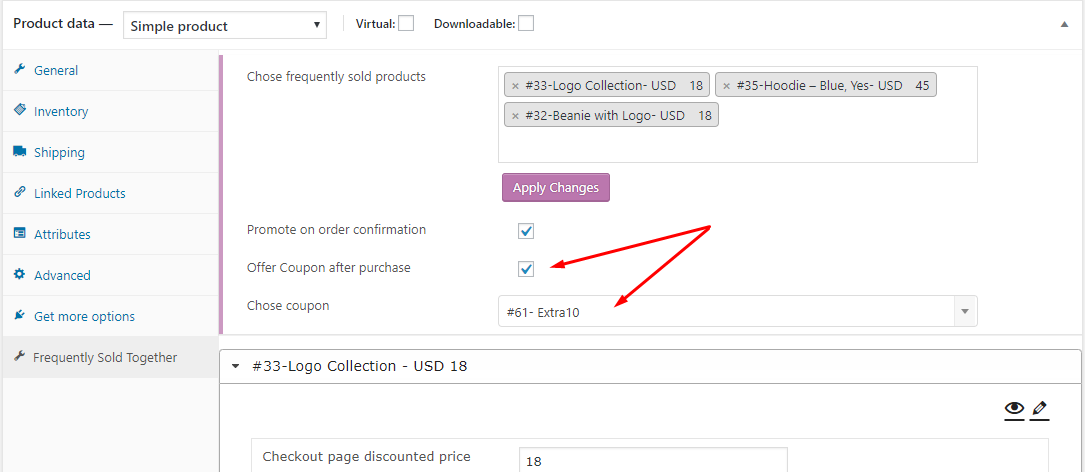 Product data — Simple product Virtual: Downloadable:
General
Inventory
Shipping
Linked Products
Attributes
Advanced
Get more options
Frequently Sold Together
Chose frequently sold products
× #33-Logo Collection- USD 18 × #35-Hoodie – Blue, Yes- USD 45
× #32-Beanie with Logo- USD 18
Apply Changes
Promote on order confirmation
Offer Coupon after purchase
Chose coupon
#61- Extra10
#33-Logo Collection - USD 18
Checkout page discounted price
18